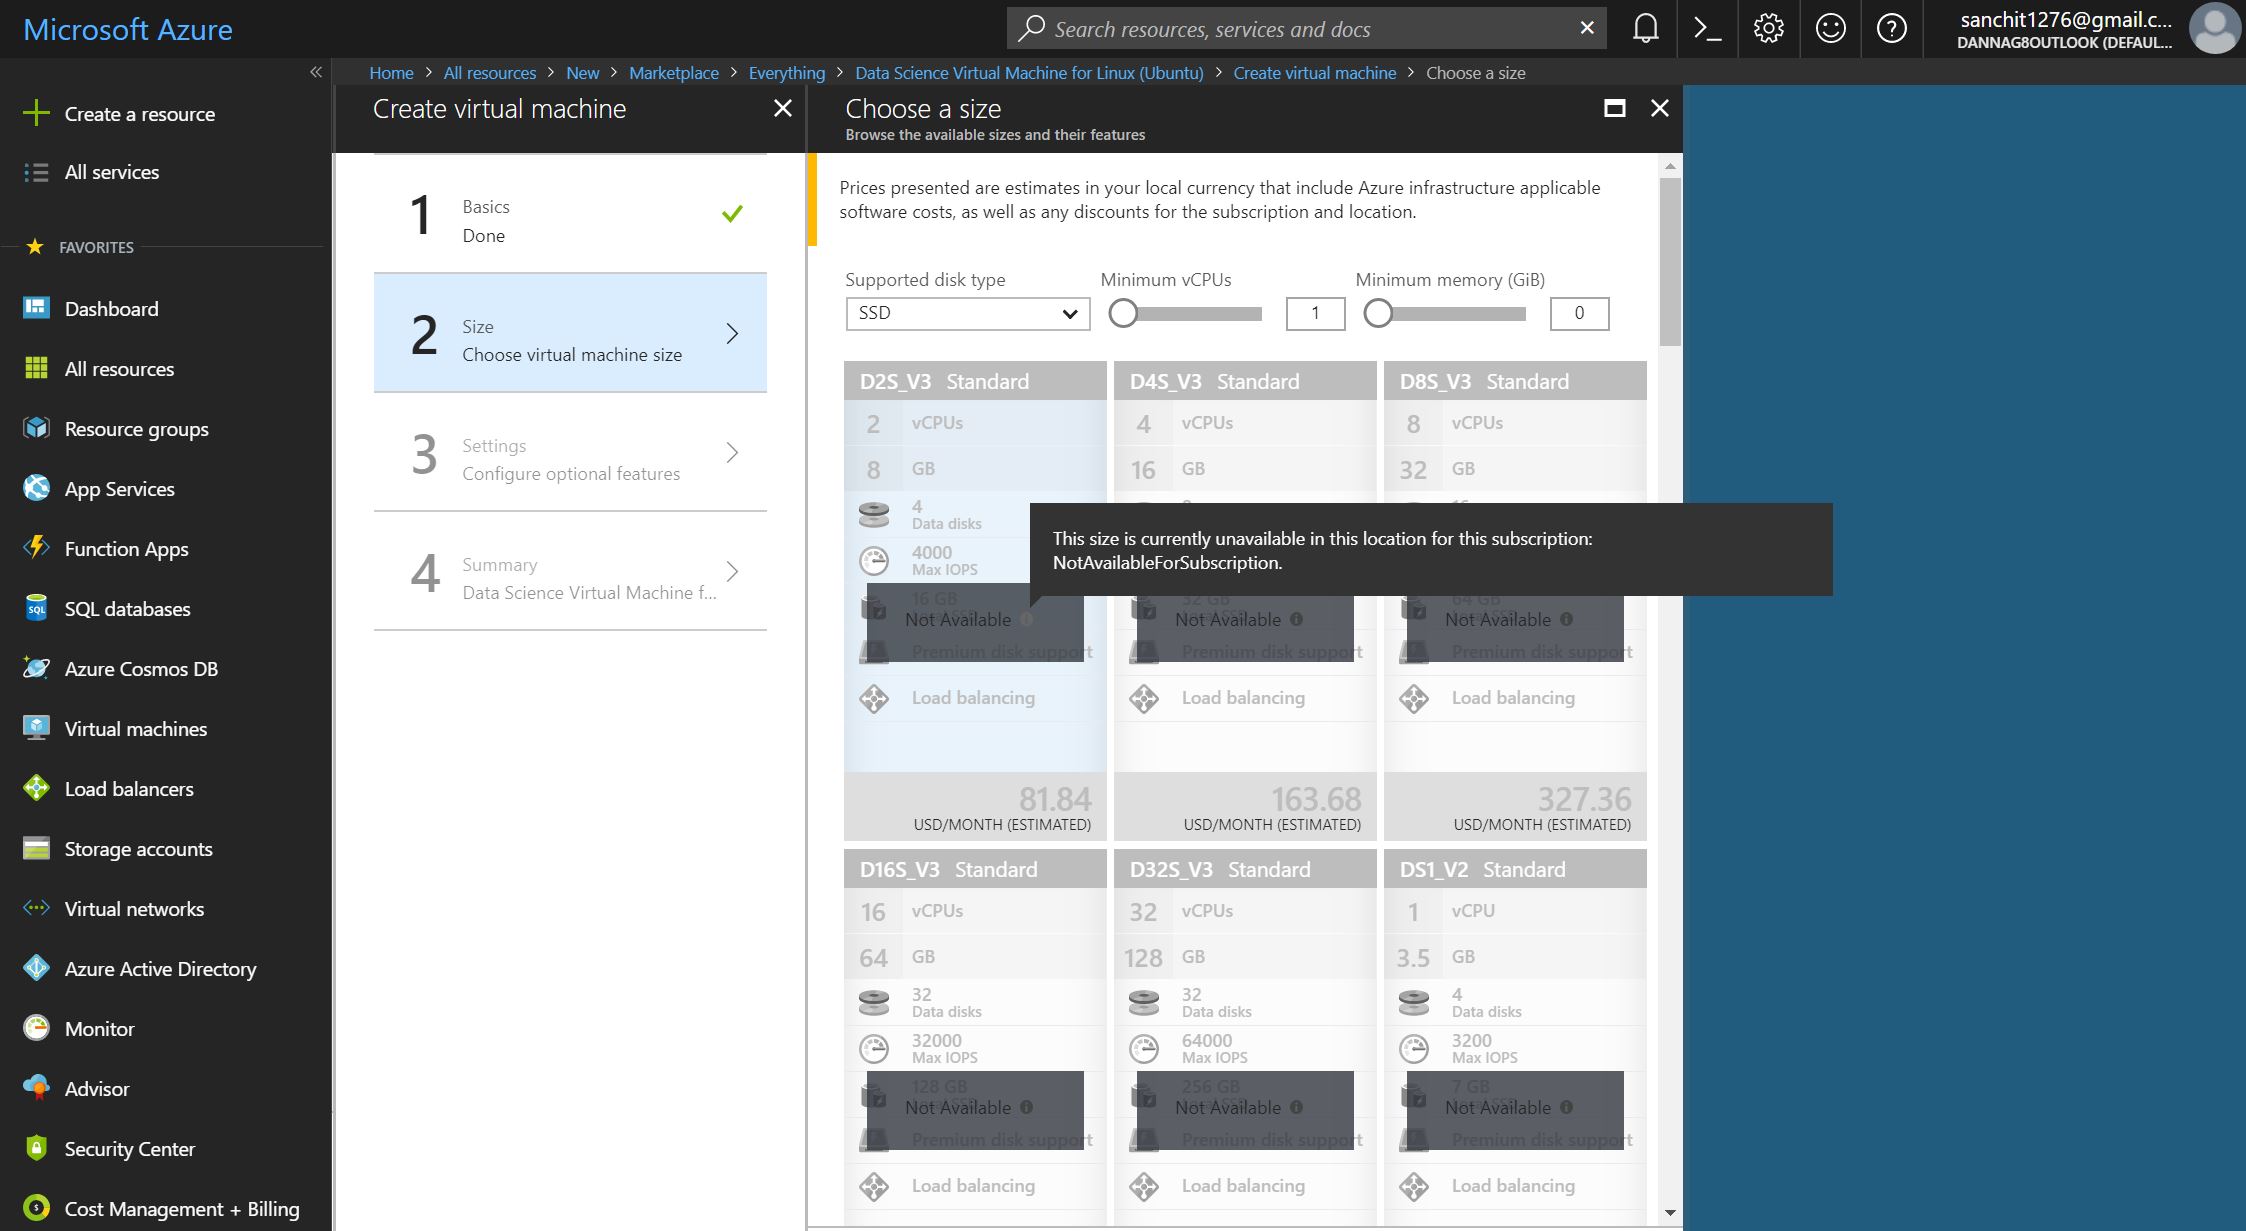 Microsoft Azure
Search resources, services and docs
sanchit1276@gmail.c...
DANNAG8OUTLOOK (DEFAUL...
Home > All resources > New > Marketplace > Everything > Data Science Virtual Machine for Linux (Ubuntu) > Create virtual machine > Choose a size
Create a resource
All services
FAVORITES
Dashboard
All resources
Resource groups
App Services
Function Apps
SQL databases
Azure Cosmos DB
Virtual machines
Load balancers
Storage accounts
Virtual networks
Azure Active Directory
Monitor
Advisor
Security Center
Cost Management + Billing
Create virtual machine
1
Basics
Done
2
Size
Choose virtual machine size
3
Settings
Configure optional features
4
Summary
Data Science Virtual Machine f...
Choose a size
Browse the available sizes and their features
Prices presented are estimates in your local currency that include Azure infrastructure applicable
software costs, as well as any discounts for the subscription and location.
Supported disk type
SSD
Minimum vCPUs
1
Minimum memory (GiB)
0
D2S_V3 Standard
2 vCPUs
8 GB
4
Data disks
4000
Max IOPS
16 GB
Local SSD
Not Available
Premium disk support
Load balancing
81.84
USD/MONTH (ESTIMATED)
D4S_V3 Standard
4 vCPUs
16 GB
32 GB
Local SSD
Not Available
Premium disk support
Load balancing
163.68
USD/MONTH (ESTIMATED)
D8S_V3 Standard
8 vCPUs
32 GB
64 GB
Local SSD
Not Available
Premium disk support
Load balancing
327.36
USD/MONTH (ESTIMATED)
This size is currently unavailable in this location for this subscription:
NotAvailableForSubscription.
D16S_V3 Standard
16 vCPUs
64 GB
32
Data disks
32000
Max IOPS
128 GB
Local SSD
Not Available
Premium disk support
Load balancing
D32S_V3 Standard
32 vCPUs
128 GB
32
Data disks
64000
Max IOPS
256 GB
Local SSD
Not Available
Premium disk support
Load balancing
DS1_V2 Standard
1 vCPU
3.5 GB
4
Data disks
3200
Max IOPS
7 GB
Local SSD
Not Available
Premium disk support
Load balancing